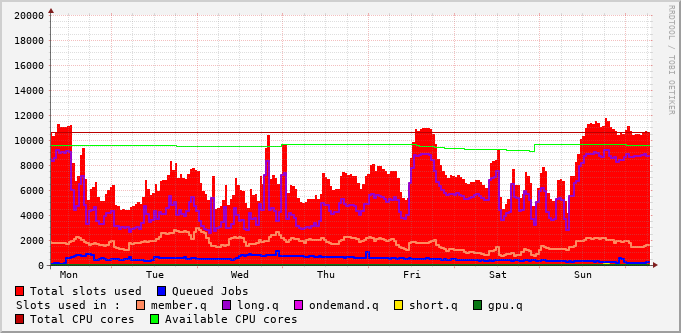 RRDTOOL / TOBI OETIKER
20000
18000
16000
14000
12000
10000
8000
6000
4000
2000
0
Mon Tue Wed Thu Fri Sat Sun
Total slots used Queued Jobs
Slots used in : member.q long.q ondemand.q short.q gpu.q
Total CPU cores Available CPU cores